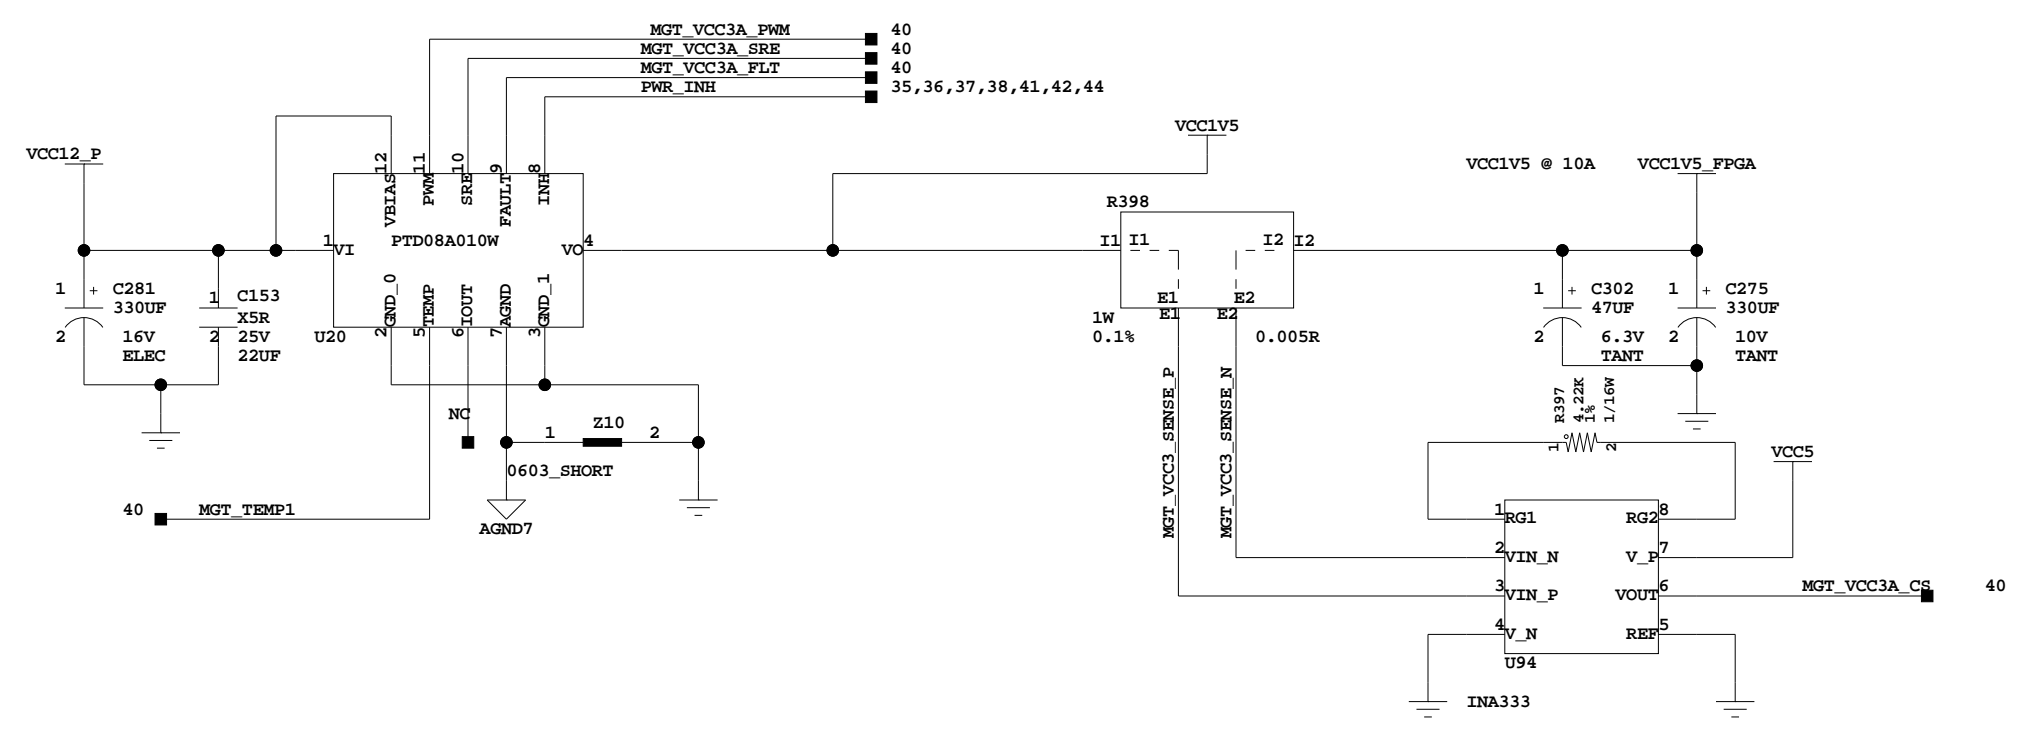 MGT_VCC3A_PWM 40
MGT_VCC3A_SRE 40
MGT_VCC3A_FLT 40
PWR_INH 35,36,37,38,41,42,44
VCC1V5
VCC12_P
VCC1V5 @ 10A VCC1V5_FPGA
12 11 10 9 8
VBIAS PWM SRE FAULT INH
R398
PTD08A010W
1 VI VO 4
I1 I1 I2 I2
GND_0 TEMP IOUT AGND GND_1
2 5 6 7 3
U20
1 + C281
330UF
2 16V
ELEC
1 C153
X5R
2 25V
22UF
E1 E2
E1 E2
1W
0.1%
0.005R
1 + C302
47UF
2 6.3V
TANT
1 + C275
330UF
2 10V
TANT
MGT_VCC3_SENSE_P
MGT_VCC3_SENSE_N
R397
4.22K
1%
1/16W
1 2
NC
Z10
1 2
0603_SHORT
VCC5
40 MGT_TEMP1
AGND7
1 RG1 RG2 8
2 VIN_N V_P 7
3 VIN_P VOUT 6
MGT_VCC3A_CS 40
4 V_N REF 5
U94
INA333